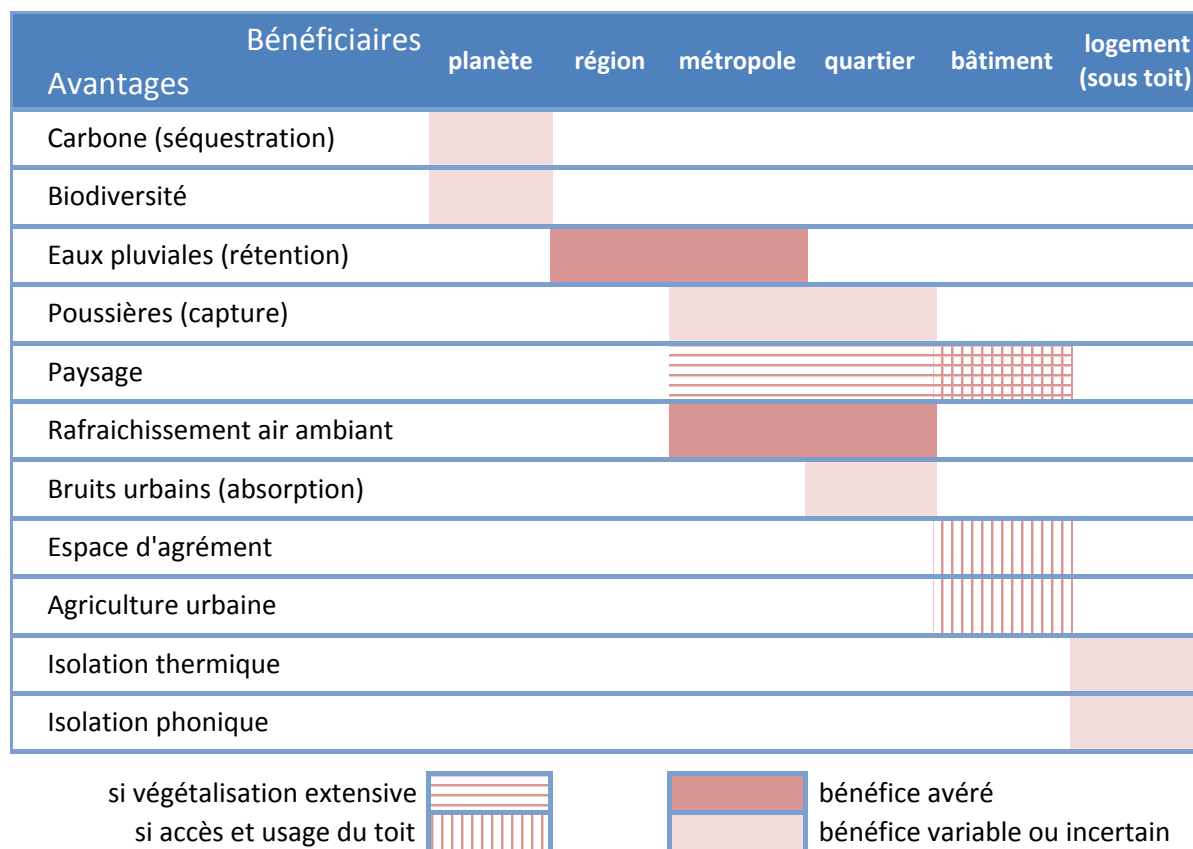 Bénéficiaires
Avantages
planète région métropole quartier bâtiment logement
(sous toit)
Carbone (séquestration)
Biodiversité
Eaux pluviales (rétention)
Poussières (capture)
Paysage
Rafraichissement air ambiant
Bruits urbains (absorption)
Espace d'agrément
Agriculture urbaine
Isolation thermique
Isolation phonique
si végétalisation extensive bénéfice avéré
si accès et usage du toit bénéfice variable ou incertain